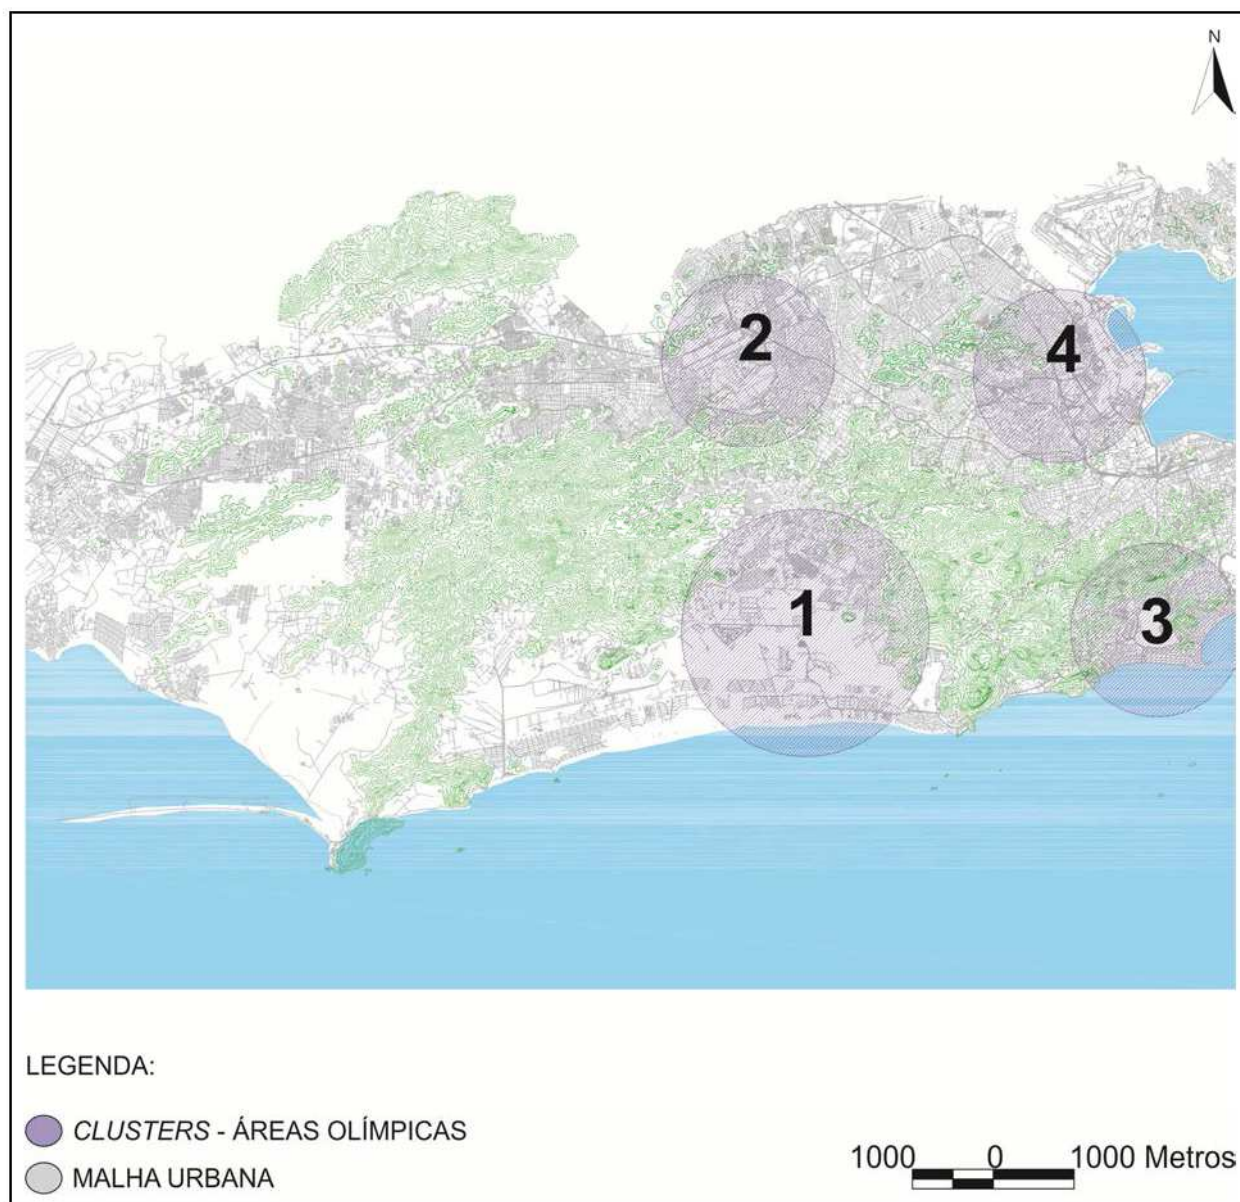 N
2
4
1
3
LEGENDA:
CLUSTERS - ÁREAS OLÍMPICAS
MALHA URBANA
1000 0 1000 Metros